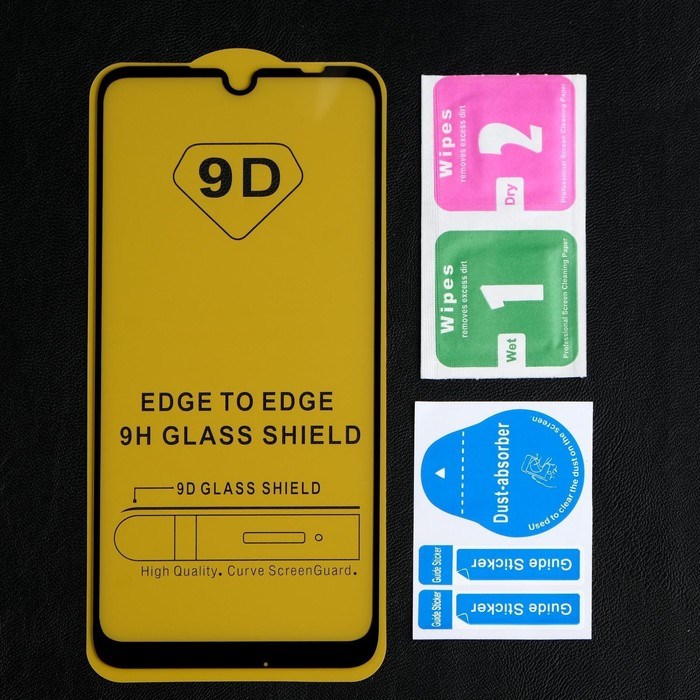 9D
EDGE TO EDGE
9H GLASS SHIELD
9D GLASS SHIELD
High Quality. Curve ScreenGuard.
Wipes
removes excess dirt
2
Dry
Professional Screen Cleaning Paper
Wipes
removes excess dirt
1
Wet
Professional Screen Cleaning Paper
Dust-absorber
Used to clear the dust on the screen.
Guide Sticker
Guide Sticker
Guide Sticker
Guide Sticker